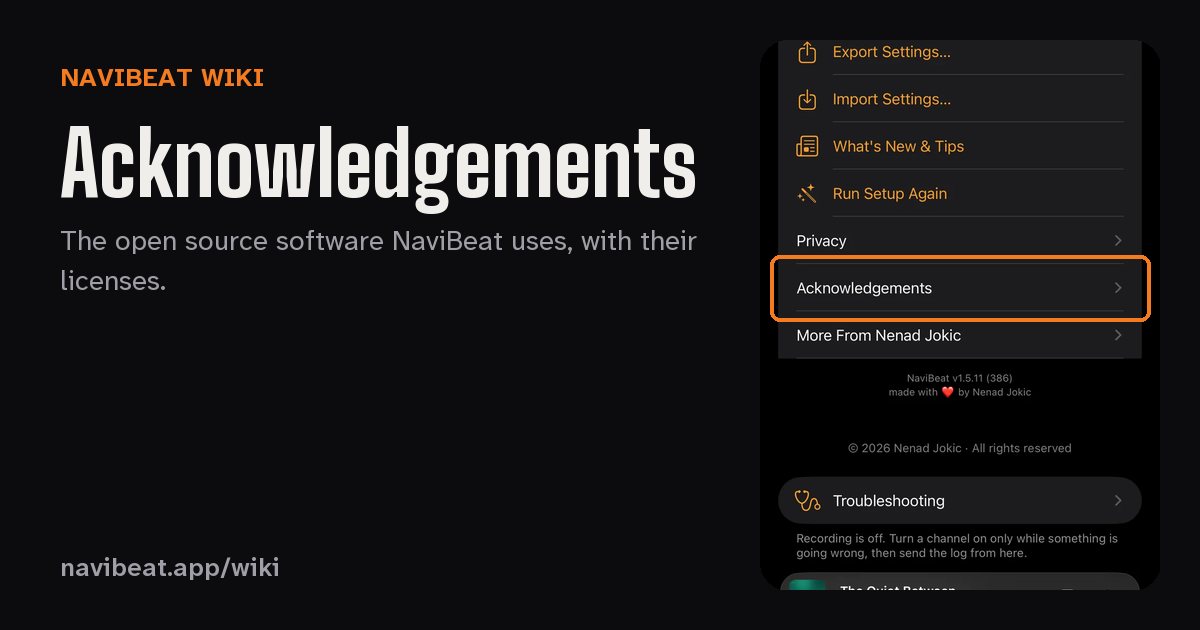 NAVIBEAT WIKI
Acknowledgements
The open source software NaviBeat uses, with their
licenses.
navibeat.app/wiki
Export Settings...
Import Settings...
What's New & Tips
Run Setup Again
Privacy
Acknowledgements
More From Nenad Jokic
NaviBeat v1.5.11 (386)
made with ❤️ by Nenad Jokic
© 2026 Nenad Jokic · All rights reserved
Troubleshooting
Recording is off. Turn a channel on only while something is
going wrong, then send the log from here.
The Quiet Between